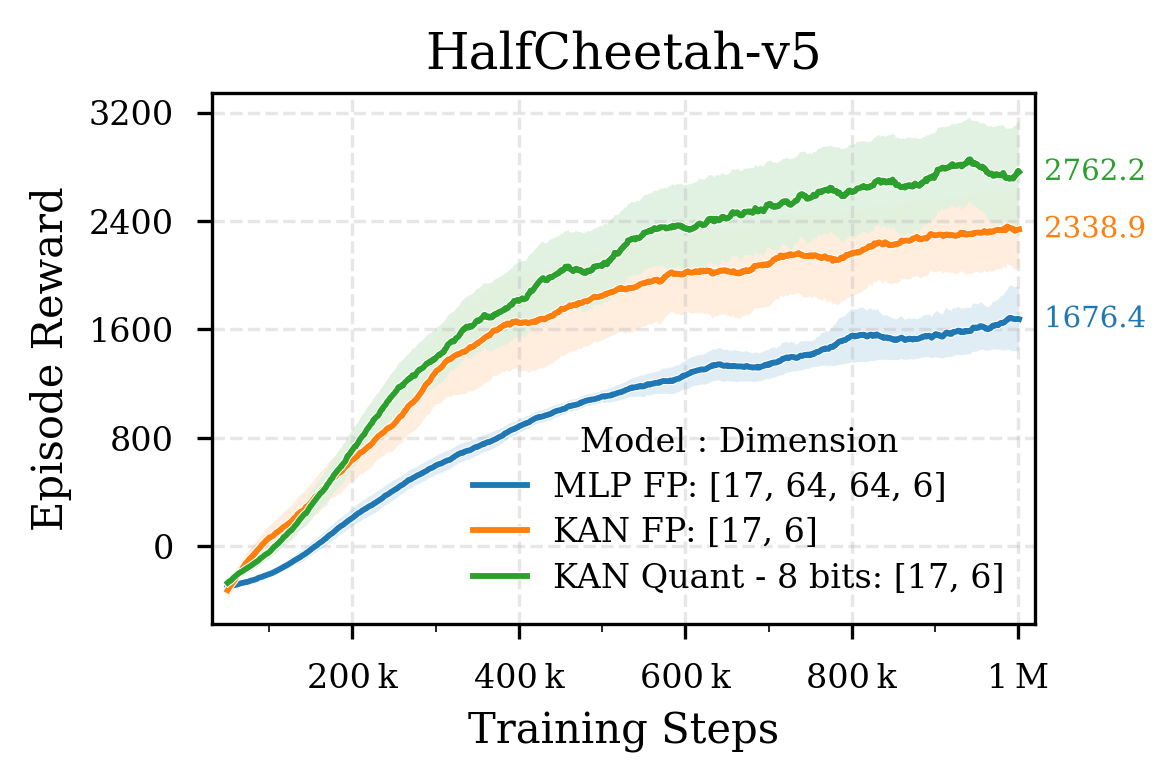 HalfCheetah-v5
Episode Reward
3200
2400
1600
800
0
2762.2
2338.9
1676.4
Model : Dimension
MLP FP: [17, 64, 64, 6]
KAN FP: [17, 6]
KAN Quant - 8 bits: [17, 6]
200 k 400 k 600 k 800 k 1 M
Training Steps